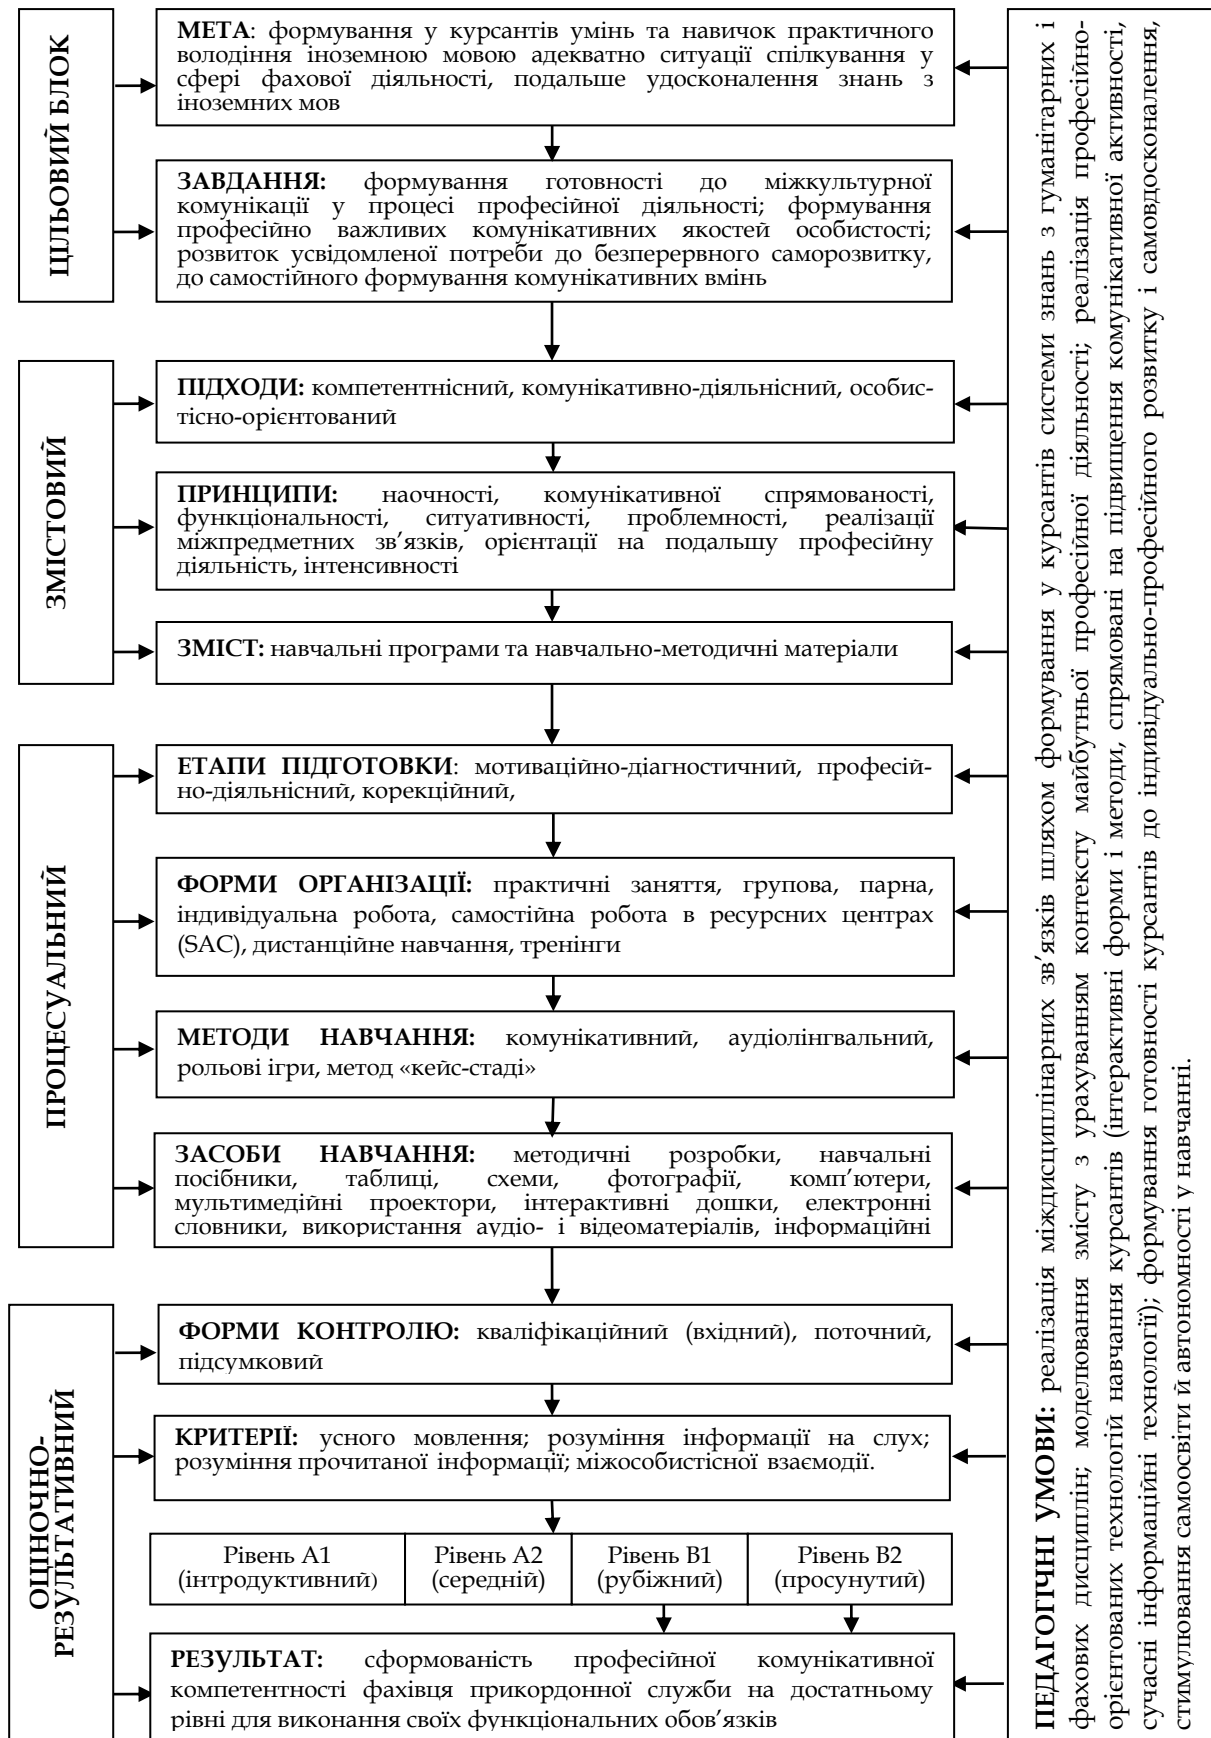 ЦІЛЬОВИЙ БЛОК
МЕТА: формування у курсантів умінь та навичок практичного
володіння іноземною мовою адекватно ситуації спілкування у
сфері фахової діяльності, подальше удосконалення знань з
іноземних мов
ЗАВДАННЯ: формування готовності до міжкультурної
комунікації у процесі професійної діяльності; формування
професійно важливих комунікативних якостей особистості;
розвиток усвідомленої потреби до безперервного саморозвитку,
до самостійного формування комунікативних вмінь
ЗМІСТОВИЙ
ПІДХОДИ: компетентнісний, комунікативно-діяльнісний, особис-
тісно-орієнтований
ПРИНЦИПИ: наочності, комунікативної спрямованості,
функціональності, ситуативності, проблемності, реалізації
міжпредметних зв’язків, орієнтації на подальшу професійну
діяльність, інтенсивності
ЗМІСТ: навчальні програми та навчально-методичні матеріали
ПРОЦЕСУАЛЬНИЙ
ЕТАПИ ПІДГОТОВКИ: мотиваційно-діагностичний, професій-
но-діяльнісний, корекційний,
ФОРМИ ОРГАНІЗАЦІЇ: практичні заняття, групова, парна,
індивідуальна робота, самостійна робота в ресурсних центрах
(SAC), дистанційне навчання, тренінги
МЕТОДИ НАВЧАННЯ: комунікативний, аудіолінгвальний,
рольові ігри, метод «кейс-стаді»
ЗАСОБИ НАВЧАННЯ: методичні розробки, навчальні
посібники, таблиці, схеми, фотографії, комп’ютери,
мультимедійні проектори, інтерактивні дошки, електронні
словники, використання аудіо- і відеоматеріалів, інформаційні
ОЦІНОЧНО-
РЕЗУЛЬТАТИВНИЙ
ФОРМИ КОНТРОЛЮ: кваліфікаційний (вхідний), поточний,
підсумковий
КРИТЕРІЇ: усного мовлення; розуміння інформації на слух;
розуміння прочитаної інформації; міжособистісної взаємодії.
Рівень А1
(інтродуктивний)
Рівень А2
(середній)
Рівень В1
(рубіжний)
Рівень В2
(просунутий)
РЕЗУЛЬТАТ: сформованість професійної комунікативної
компетентності фахівця прикордонної служби на достатньому
рівні для виконання своїх функціональних обов’язків
ПЕДАГОГІЧНІ УМОВИ: реалізація міждисциплінарних зв’язків шляхом формування у курсантів системи знань з гуманітарних і
фахових дисциплін; моделювання змісту з урахуванням контексту майбутньої професійної діяльності; реалізація професійно-
орієнтованих технологій навчання курсантів (інтерактивні форми і методи, спрямовані на підвищення комунікативної активності,
сучасні інформаційні технології); формування готовності курсантів до індивідуально-професійного розвитку і самовдосконалення,
стимулювання самоосвіти й автономності у навчанні.